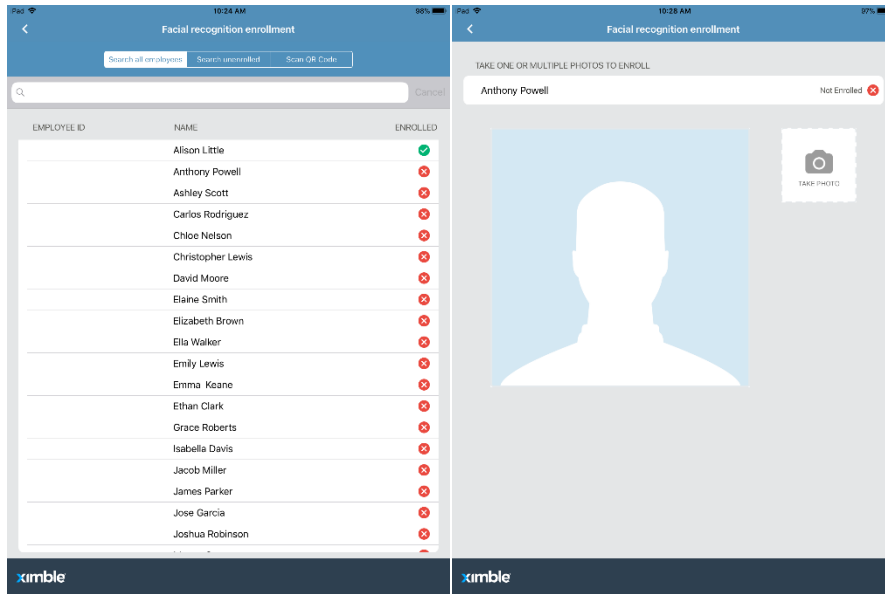 Pad 10:24 AM 98%
Facial recognition enrollment
Search all employees Search unenrolled Scan QR Code
Cancel
EMPLOYEE ID NAME ENROLLED
Alison Little
Anthony Powell
Ashley Scott
Carlos Rodriguez
Chloe Nelson
Christopher Lewis
David Moore
Elaine Smith
Elizabeth Brown
Ella Walker
Emily Lewis
Emma Keane
Ethan Clark
Grace Roberts
Isabella Davis
Jacob Miller
James Parker
Jose Garcia
Joshua Robinson
ximble
Pad 10:28 AM 97%
Facial recognition enrollment
TAKE ONE OR MULTIPLE PHOTOS TO ENROLL
Anthony Powell Not Enrolled
TAKE PHOTO
ximble